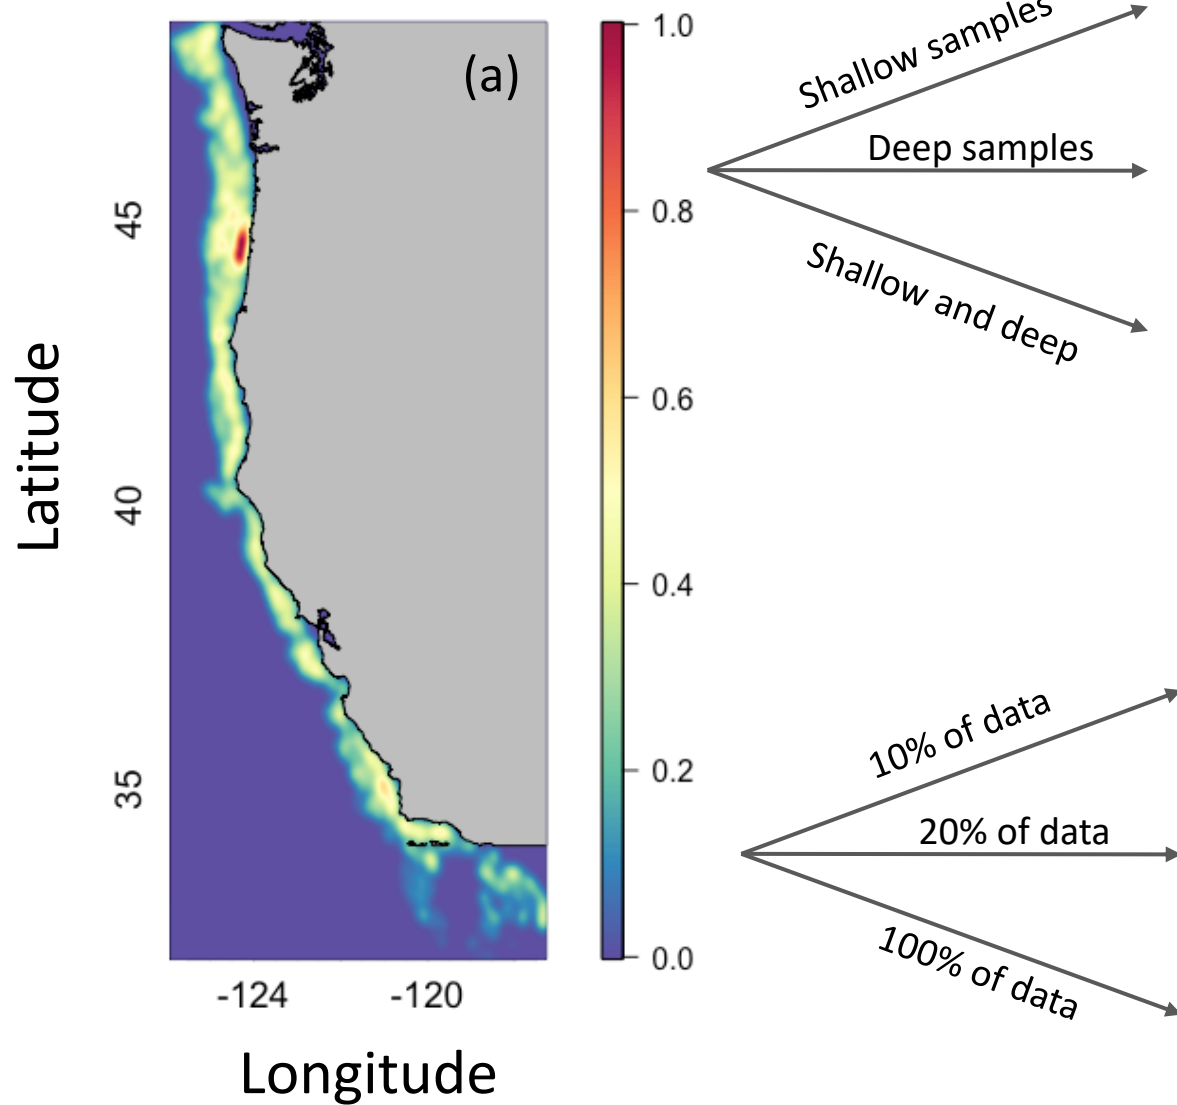 (a)
1.0
0.8
0.6
0.4
0.2
0.0
45
40
35
Latitude
-124
-120
Longitude
Shallow samples
Deep samples
Shallow and deep
10% of data
20% of data
100% of data